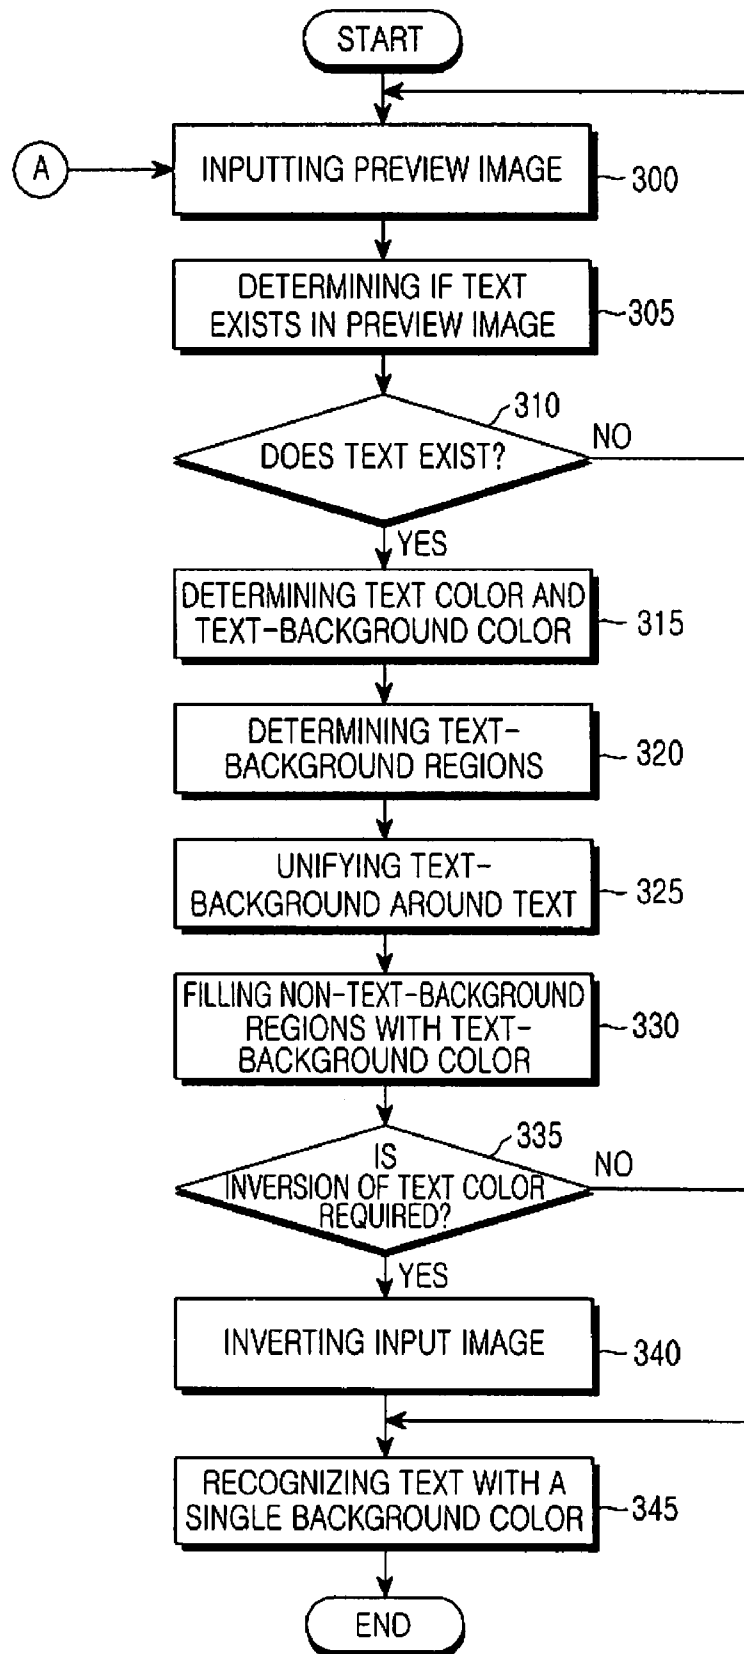 START
A
INPUTTING PREVIEW IMAGE
300
DETERMINING IF TEXT
EXISTS IN PREVIEW IMAGE
305
310
DOES TEXT EXIST?
NO
YES
DETERMINING TEXT COLOR AND
TEXT-BACKGROUND COLOR
315
DETERMINING TEXT-
BACKGROUND REGIONS
320
UNIFYING TEXT-
BACKGROUND AROUND TEXT
325
FILLING NON-TEXT-BACKGROUND
REGIONS WITH TEXT-
BACKGROUND COLOR
330
335
IS
INVERSION OF TEXT COLOR
REQUIRED?
NO
YES
INVERTING INPUT IMAGE
340
RECOGNIZING TEXT WITH A
SINGLE BACKGROUND COLOR
345
END